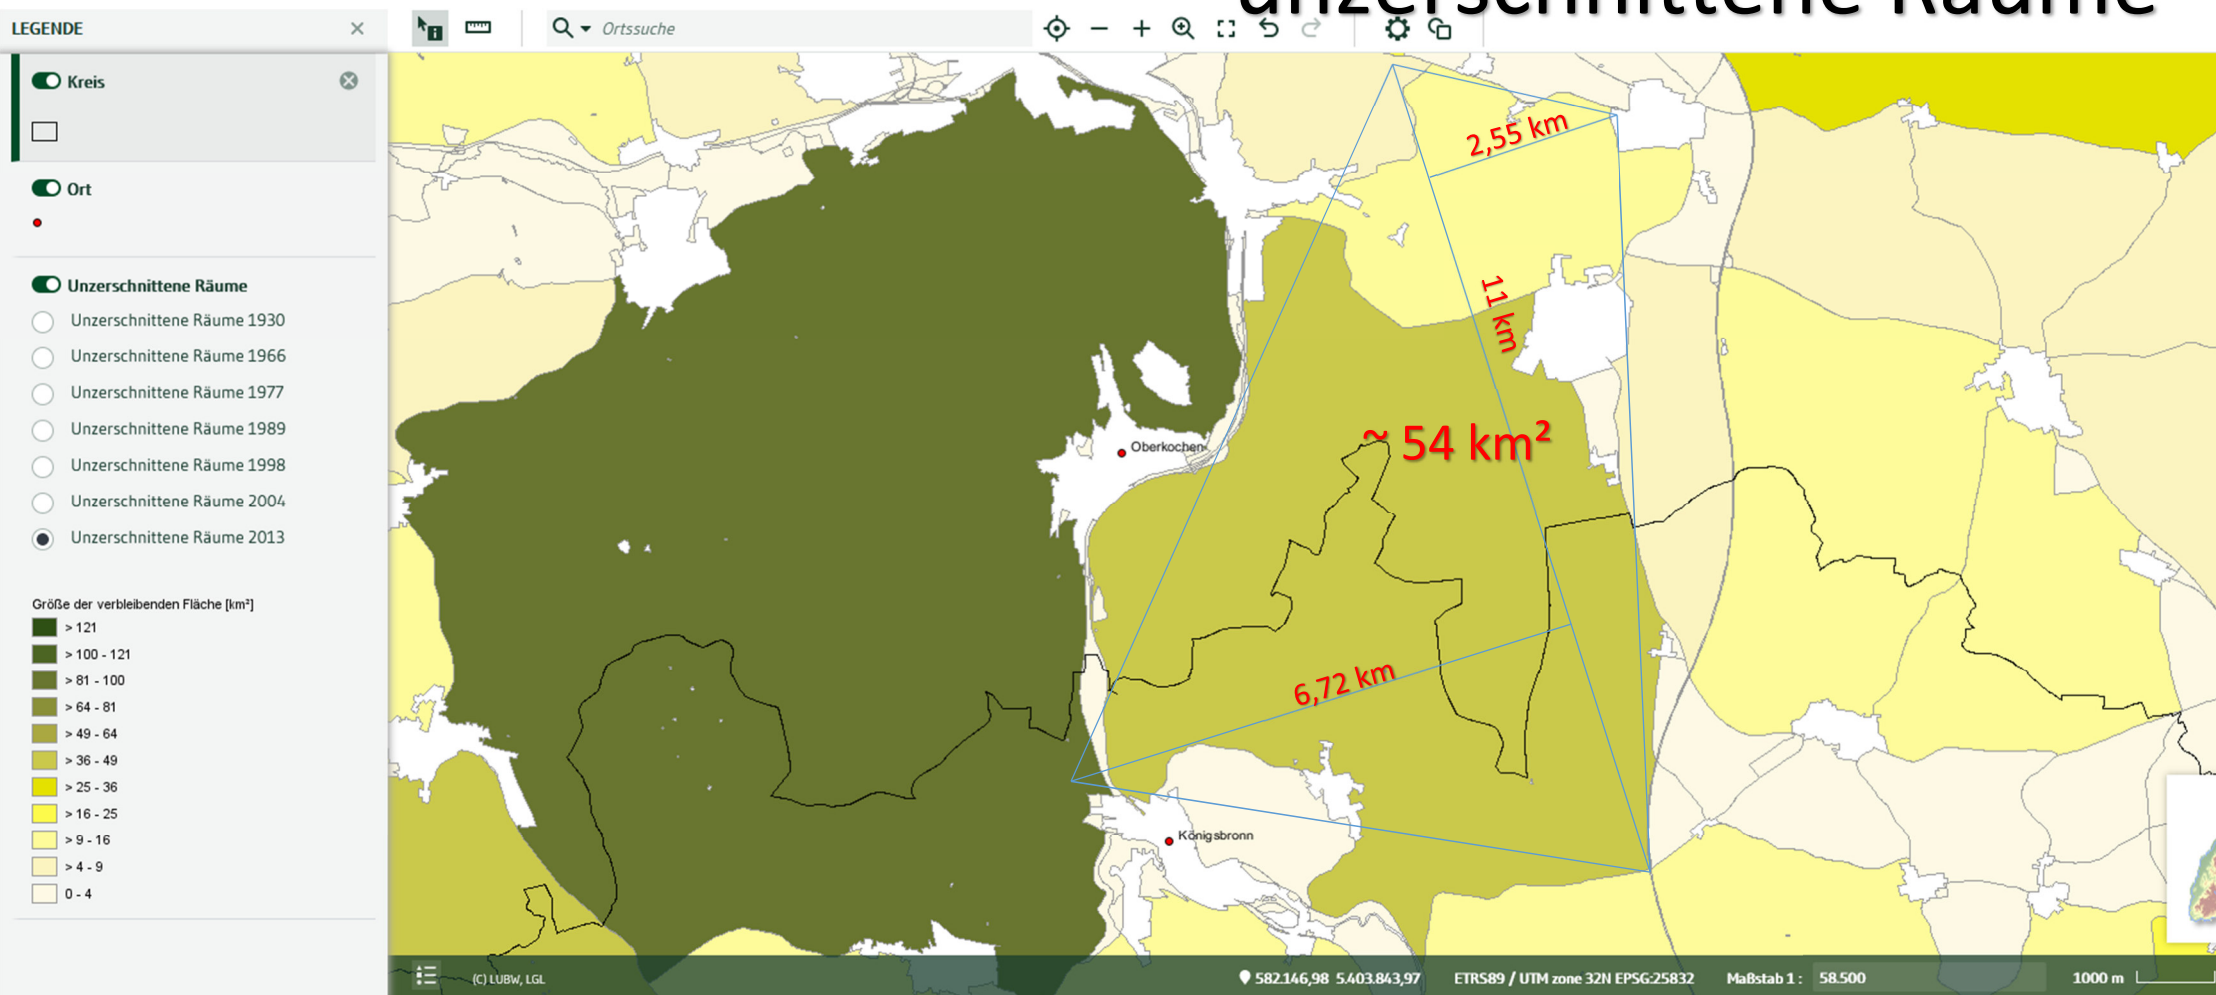 unzerschnittene Räume
LEGENDE
Ortssuche
Kreis
Ort
Unzerschnittene Räume
Unzerschnittene Räume 1930
Unzerschnittene Räume 1966
Unzerschnittene Räume 1977
Unzerschnittene Räume 1989
Unzerschnittene Räume 1998
Unzerschnittene Räume 2004
Unzerschnittene Räume 2013
Größe der verbleibenden Fläche [km²]
> 121
> 100 - 121
> 81 - 100
> 64 - 81
> 49 - 64
> 36 - 49
> 25 - 36
> 16 - 25
> 9 - 16
> 4 - 9
0 - 4
2,55 km
11 km
~ 54 km²
Oberkochen
6,72 km
Königsbronn
(C) LUBW, LGL
582.146,98 5.403.843,97
ETRS89 / UTM zone 32N EPSG:25832
Maßstab 1 : 58.500
1000 m